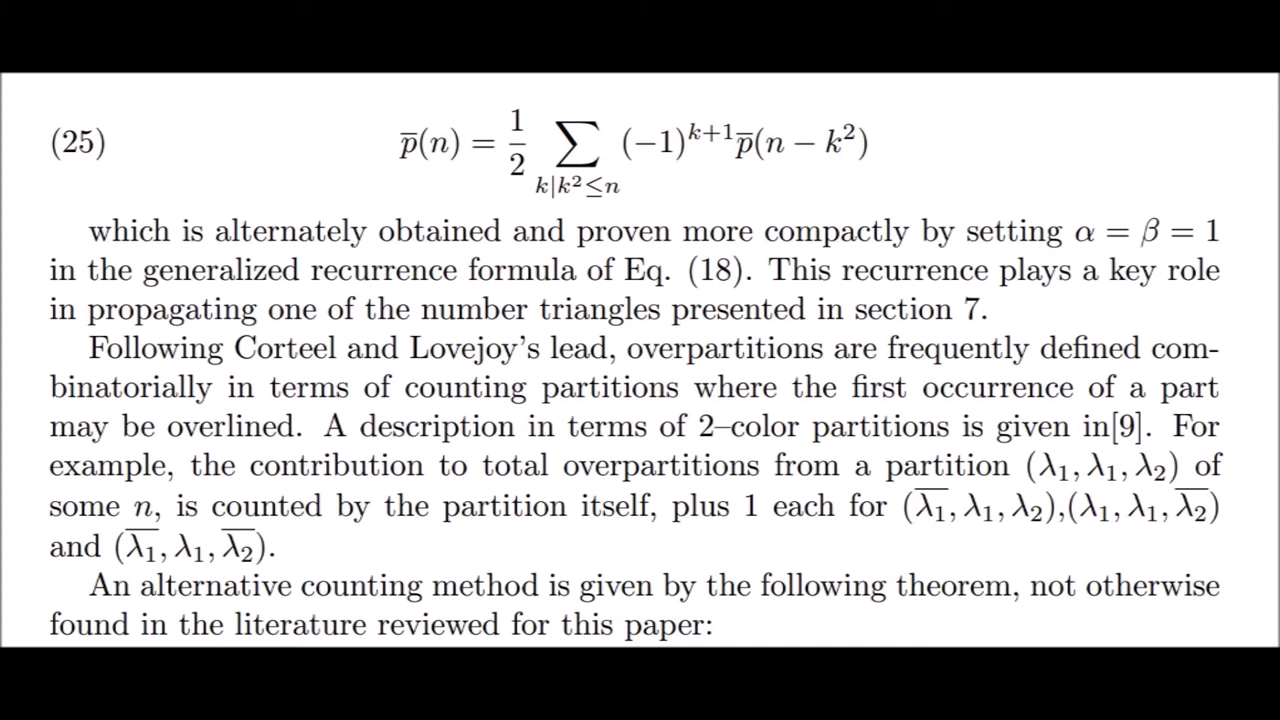 (25) p̅(n) = 1/2 ∑_{k|k²≤n} (−1)^{k+1} p̅(n − k²)
which is alternately obtained and proven more compactly by setting α = β = 1
in the generalized recurrence formula of Eq. (18). This recurrence plays a key role
in propagating one of the number triangles presented in section 7.
Following Corteel and Lovejoy's lead, overpartitions are frequently defined com-
binatorially in terms of counting partitions where the first occurrence of a part
may be overlined. A description in terms of 2–color partitions is given in[9]. For
example, the contribution to total overpartitions from a partition (λ₁, λ₁, λ₂) of
some n, is counted by the partition itself, plus 1 each for (λ̅₁, λ₁, λ₂),(λ₁, λ₁, λ̅₂)
and (λ̅₁, λ₁, λ̅₂).
An alternative counting method is given by the following theorem, not otherwise
found in the literature reviewed for this paper: